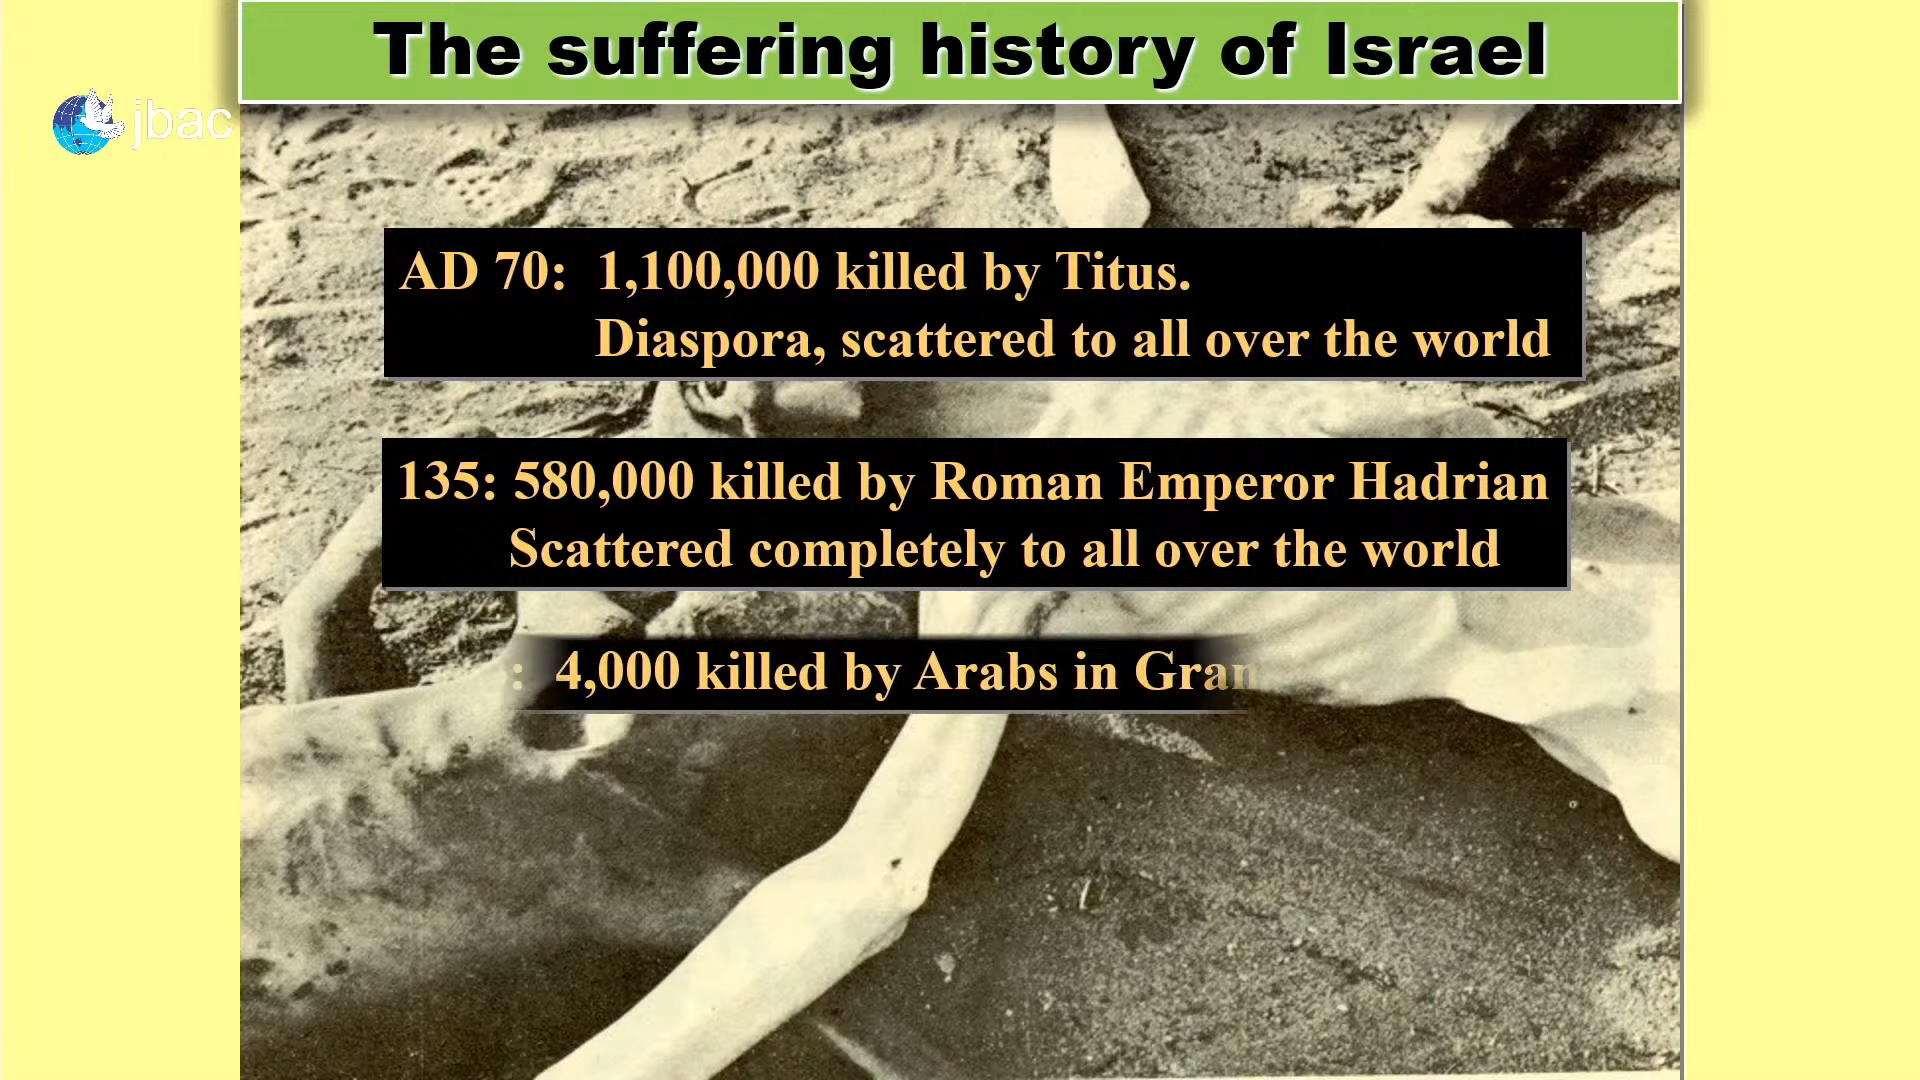 The suffering history of Israel
jbac
AD 70: 1,100,000 killed by Titus.
Diaspora, scattered to all over the world
135: 580,000 killed by Roman Emperor Hadrian
Scattered completely to all over the world
: 4,000 killed by Arabs in